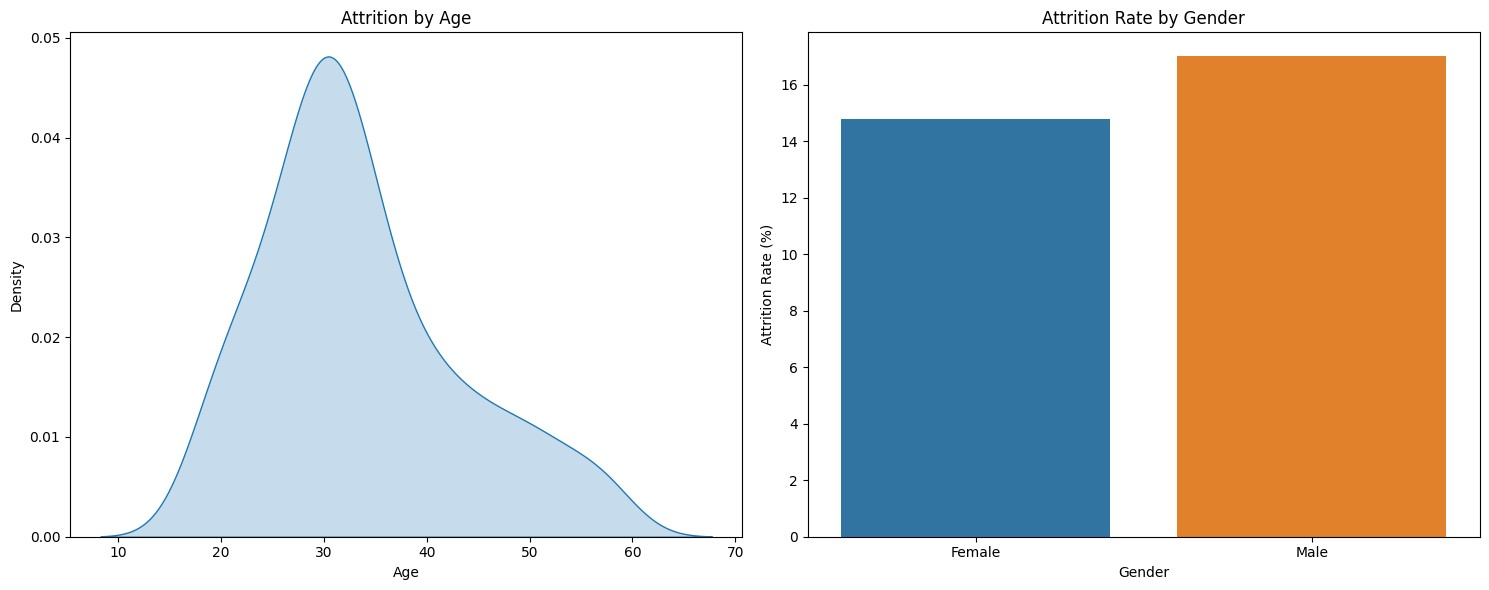 Attrition by Age
0.05
0.04
0.03
0.02
0.01
0.00
Density
10 20 30 40 50 60 70
Age
Attrition Rate by Gender
16
14
12
10
8
6
4
2
0
Attrition Rate (%)
Female Male
Gender